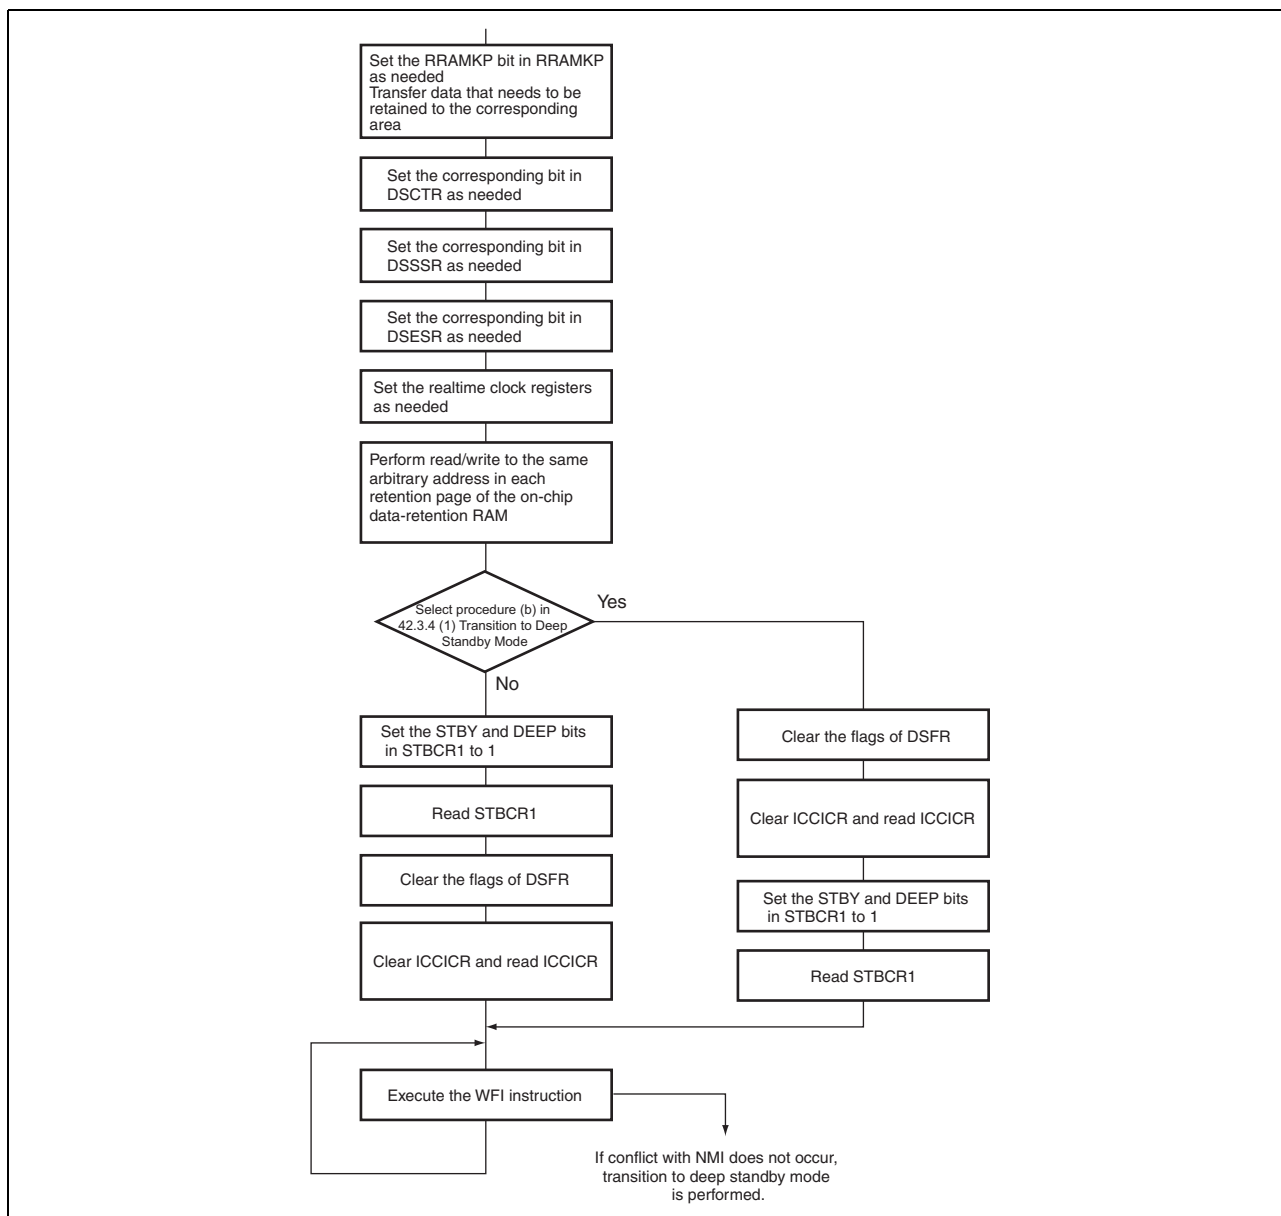 Set the RRAMKP bit in RRAMKP
as needed
Transfer data that needs to be
retained to the corresponding
area
Set the corresponding bit in
DSCTR as needed
Set the corresponding bit in
DSSSR as needed
Set the corresponding bit in
DSESR as needed
Set the realtime clock registers
as needed
Perform read/write to the same
arbitrary address in each
retention page of the on-chip
data-retention RAM
Select procedure (b) in
42.3.4 (1) Transition to Deep
Standby Mode
Yes
No
Set the STBY and DEEP bits
in STBCR1 to 1
Read STBCR1
Clear the flags of DSFR
Clear ICCICR and read ICCICR
Clear the flags of DSFR
Clear ICCICR and read ICCICR
Set the STBY and DEEP bits
in STBCR1 to 1
Read STBCR1
Execute the WFI instruction
If conflict with NMI does not occur,
transition to deep standby mode
is performed.